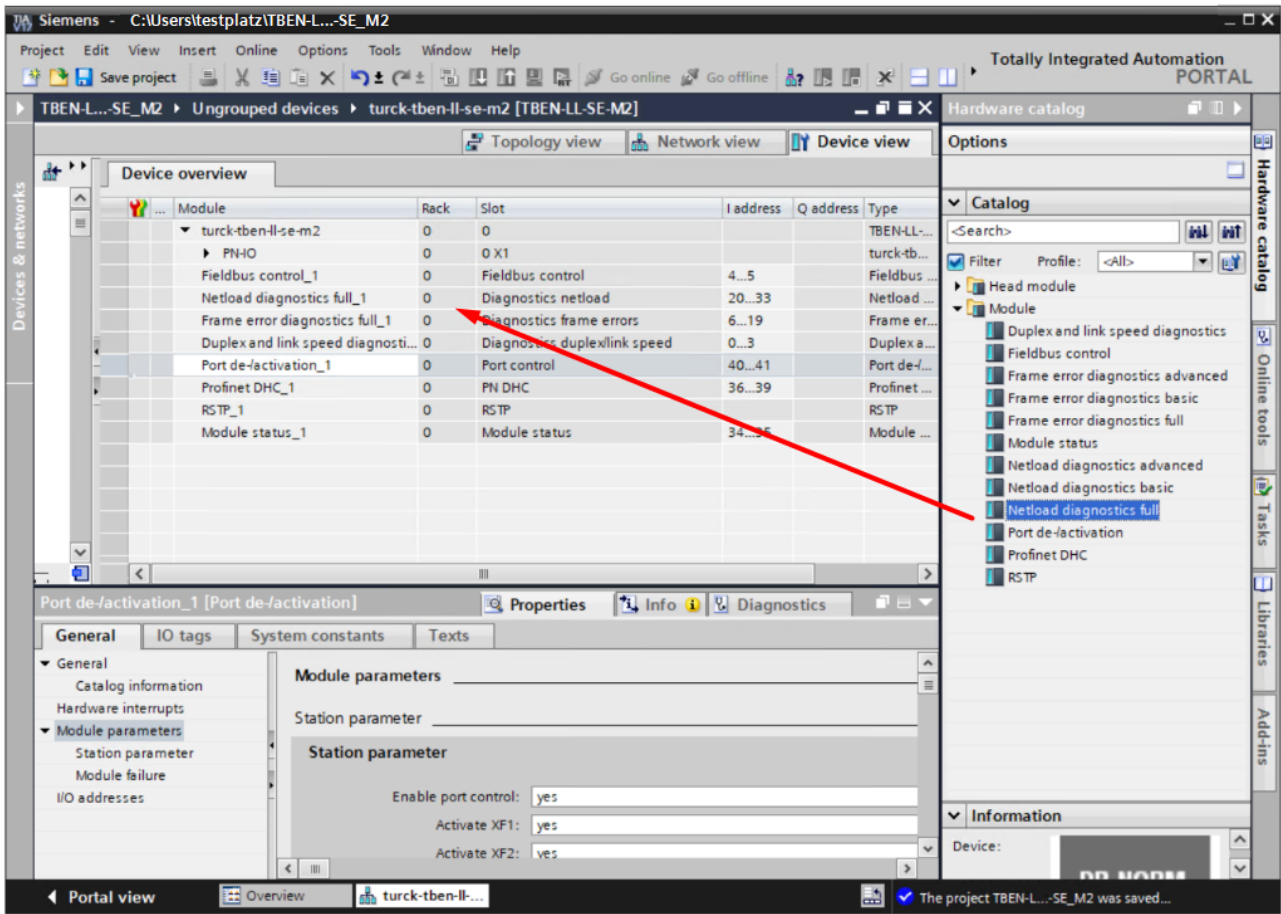 Siemens - C:\Users\testplatz\TBEN-L...-SE_M2
Project Edit View Insert Online Options Tools Window Help
Totally Integrated Automation
PORTAL
Save project Go online Go offline
TBEN-L...-SE_M2 Ungrouped devices turck-tben-ll-se-m2 [TBEN-LL-SE-M2]
Topology view Network view Device view
Device overview
... Module Rack Slot I address Q address Type
turck-tben-ll-se-m2 0 0 TBEN-LL-...
PN-IO 0 0 X1 turck-tb...
Fieldbus control_1 0 Fieldbus control 4...5 Fieldbus ...
Netload diagnostics full_1 0 Diagnostics netload 20...33 Netload ...
Frame error diagnostics full_1 0 Diagnostics frame errors 6...19 Frame er...
Duplex and link speed diagnosti... 0 Diagnostics duplex/link speed 0...3 Duplex a...
Port de-/activation_1 0 Port control 40...41 Port de-/...
Profinet DHC_1 0 PN DHC 36...39 Profinet ...
RSTP_1 0 RSTP RSTP
Module status_1 0 Module status 34...35 Module ...
Devices & networks
Port de-/activation_1 [Port de-/activation]
Properties Info Diagnostics
General IO tags System constants Texts
General
Catalog information
Hardware interrupts
Module parameters
Station parameter
Module failure
I/O addresses
Module parameters
Station parameter
Station parameter
Enable port control: yes
Activate XF1: yes
Activate XF2: yes
Hardware catalog
Options
Catalog
<Search>
Filter Profile: <All>
Head module
Module
Duplex and link speed diagnostics
Fieldbus control
Frame error diagnostics advanced
Frame error diagnostics basic
Frame error diagnostics full
Module status
Netload diagnostics advanced
Netload diagnostics basic
Netload diagnostics full
Port de-/activation
Profinet DHC
RSTP
Information
Device:
DP-NORM
Hardware catalog
Online tools
Tasks
Libraries
Add-ins
Portal view Overview turck-tben-ll-... The project TBEN-L...-SE_M2 was saved...